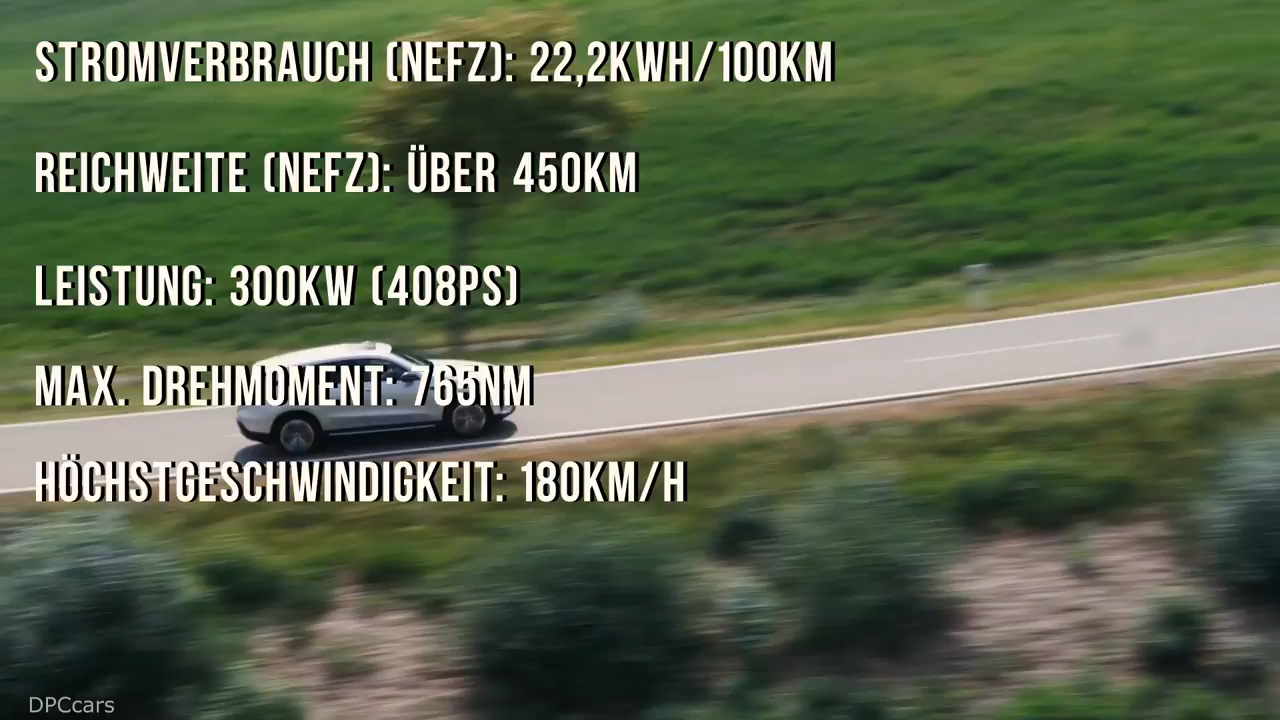 STROMVERBRAUCH (NEFZ): 22,2KWH/100KM
REICHWEITE (NEFZ): ÜBER 450KM
LEISTUNG: 300KW (408PS)
MAX. DREHMOMENT: 765NM
HÖCHSTGESCHWINDIGKEIT: 180KM/H
DPCcars